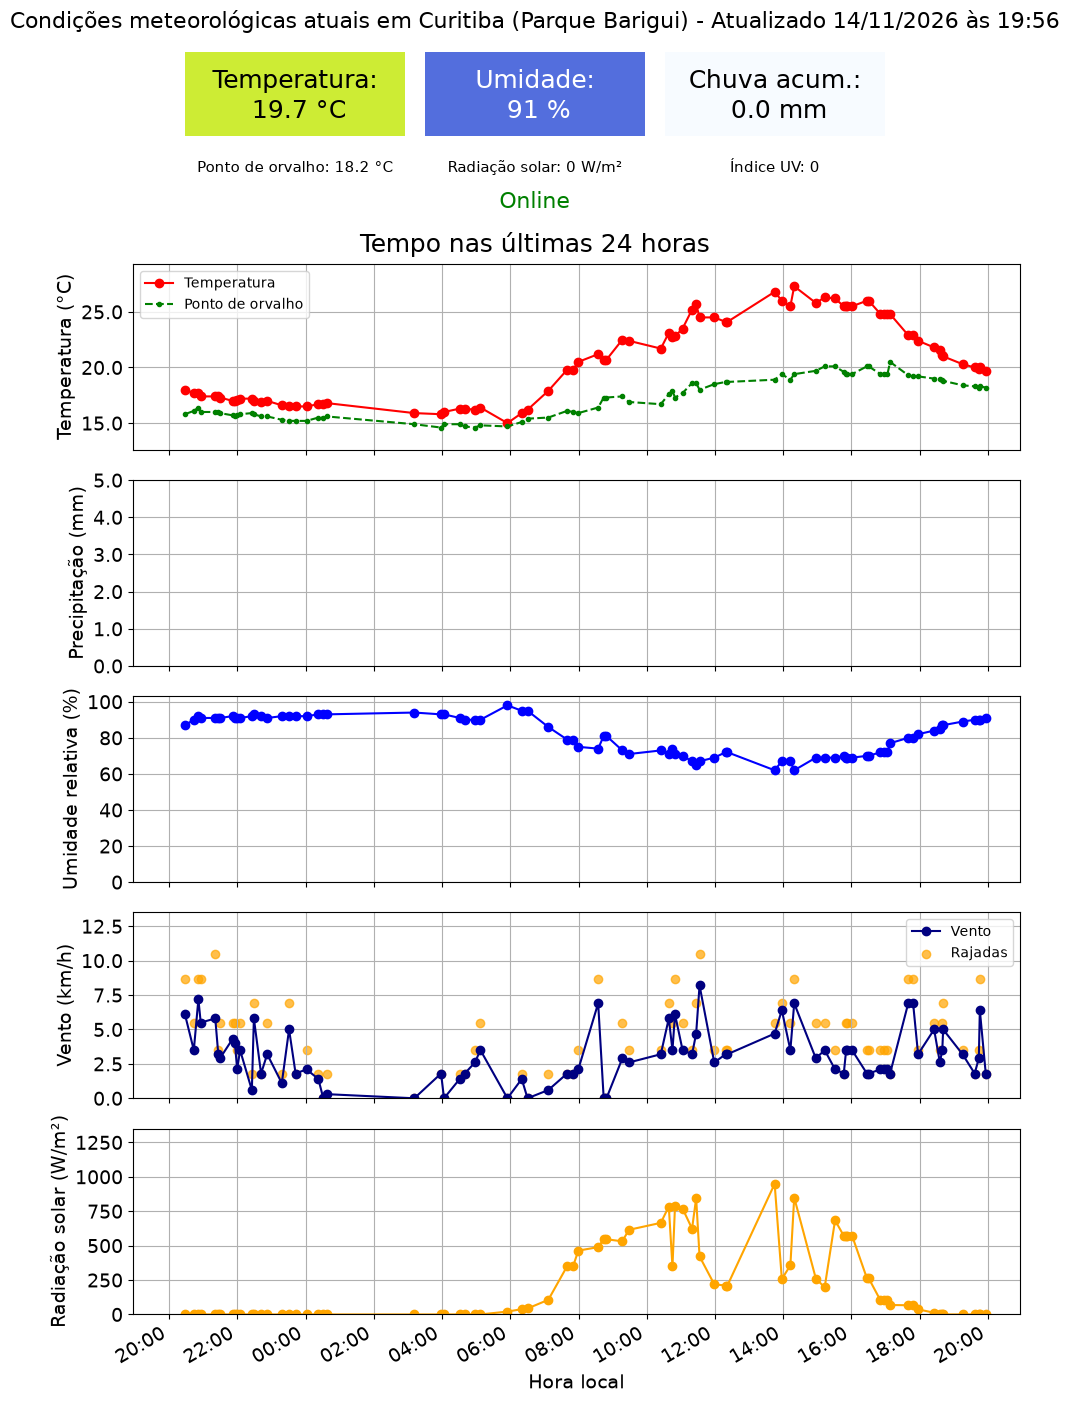 Condições meteorológicas atuais em Curitiba (Parque Barigui) - Atualizado 14/11/2026 às 19:56
Temperatura:
19.7 °C
Umidade:
91 %
Chuva acum.:
0.0 mm
Ponto de orvalho: 18.2 °C
Radiação solar: 0 W/m²
Índice UV: 0
Online
Tempo nas últimas 24 horas
Temperatura (°C)
25.0
20.0
15.0
Temperatura
Ponto de orvalho
Precipitação (mm)
5.0
4.0
3.0
2.0
1.0
0.0
Umidade relativa (%)
100
80
60
40
20
0
Vento (km/h)
12.5
10.0
7.5
5.0
2.5
0.0
Vento
Rajadas
Radiação solar (W/m²)
1250
1000
750
500
250
0
20:00
22:00
00:00
02:00
04:00
06:00
08:00
10:00
12:00
14:00
16:00
18:00
20:00
Hora local